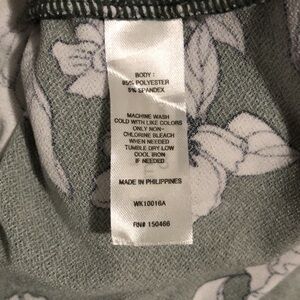 BODY :
95% POLYESTER
5% SPANDEX
MACHINE WASH
COLD WITH LIKE COLORS
ONLY NON-
CHLORINE BLEACH
WHEN NEEDED
TUMBLE DRY LOW
COOL IRON
IF NEEDED
MADE IN PHILIPPINES
WK10016A
RN# 150466